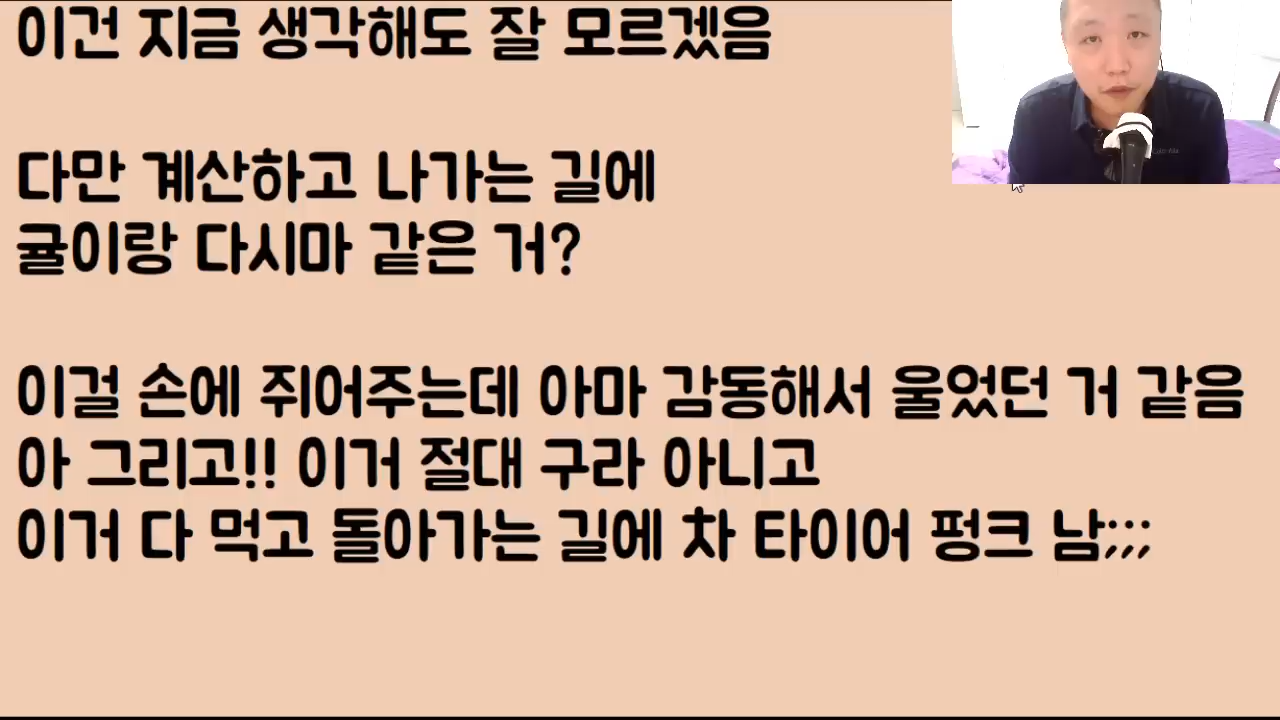 이건 지금 생각해도 잘 모르겠음
다만 계산하고 나가는 길에
귤이랑 다시마 같은 거?
이걸 손에 쥐어주는데 아마 감동해서 울었던 거 같음
아 그리고!! 이거 절대 구라 아니고
이거 다 먹고 돌아가는 길에 차 타이어 펑크 남;;;